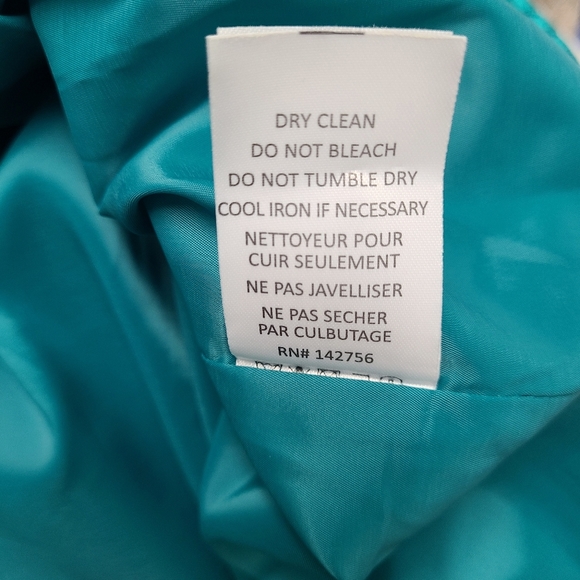 DRY CLEAN
DO NOT BLEACH
DO NOT TUMBLE DRY
COOL IRON IF NECESSARY
NETTOYEUR POUR
CUIR SEULEMENT
NE PAS JAVELLISER
NE PAS SECHER
PAR CULBUTAGE
RN# 142756